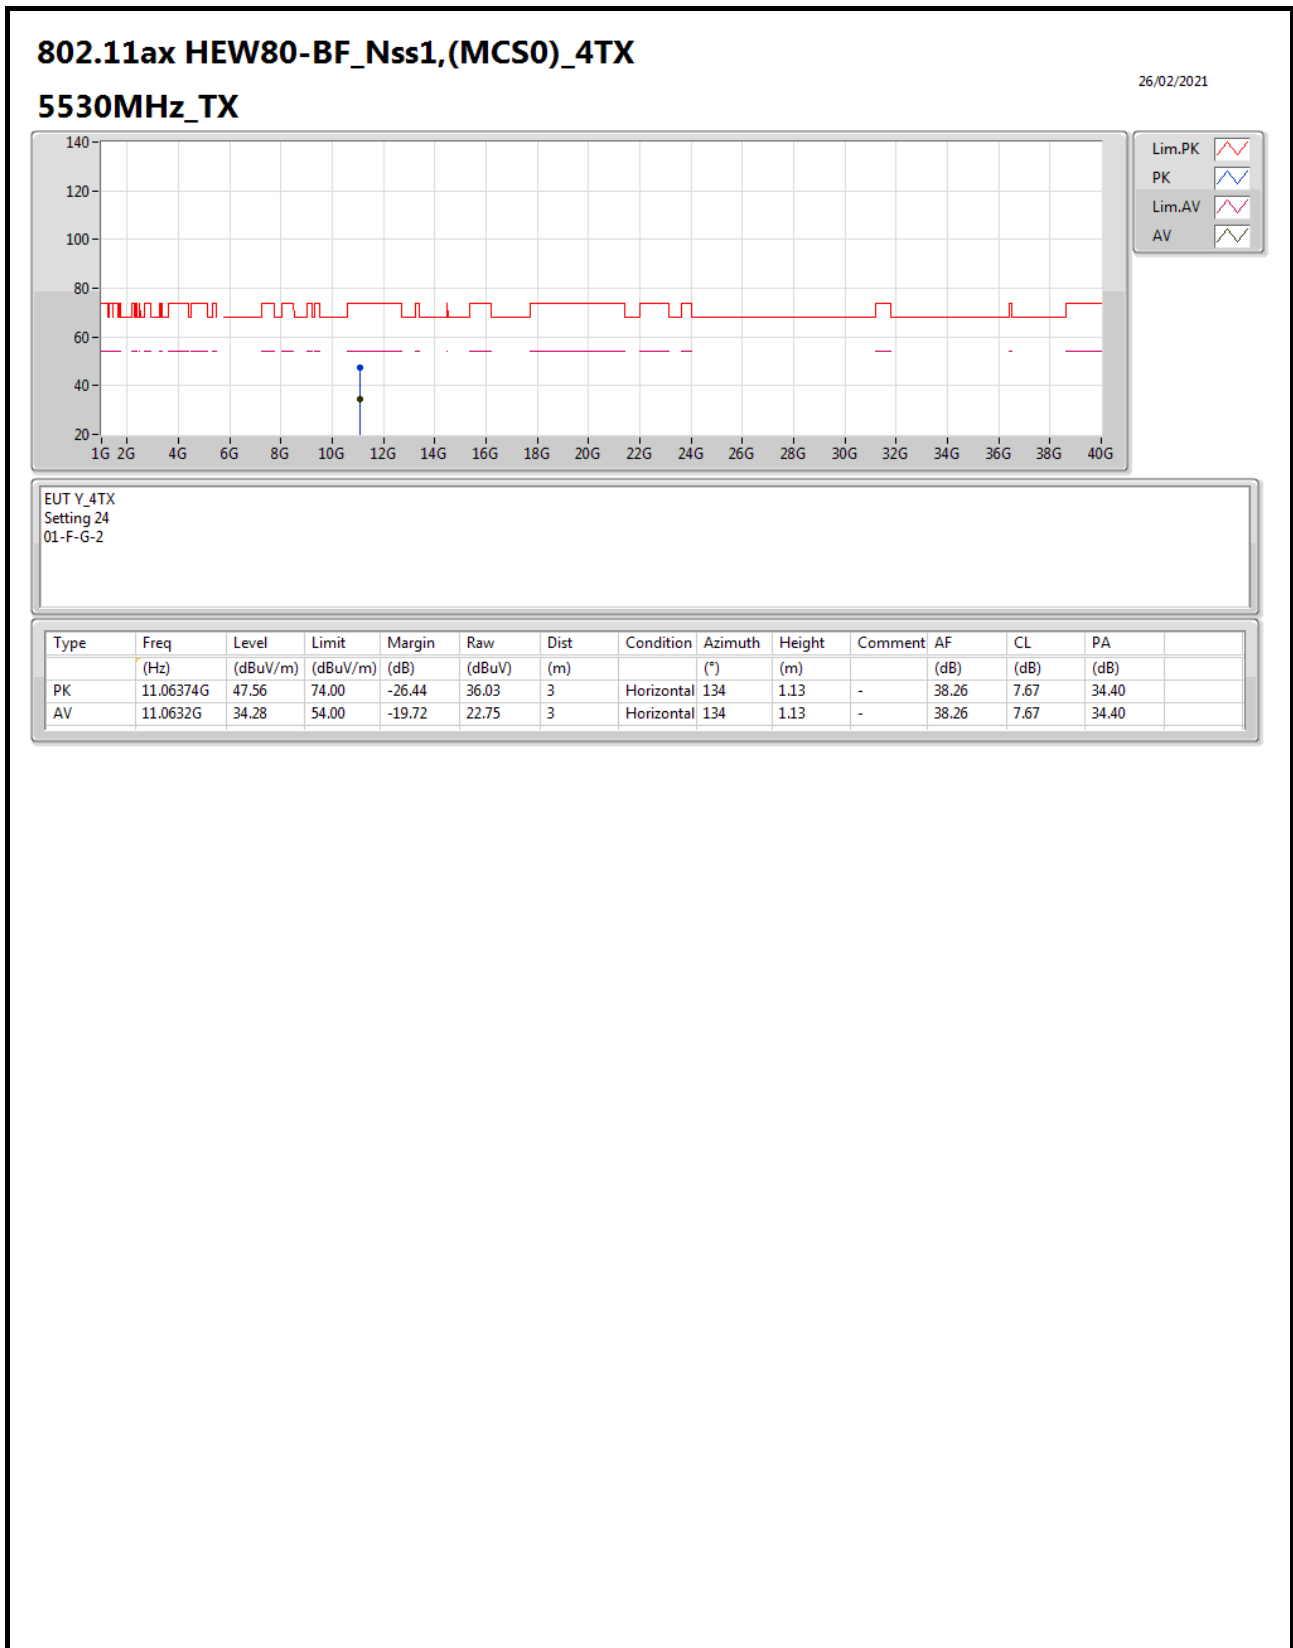 802.11ax HEW80-BF_Nss1,(MCS0)_4TX
26/02/2021
5530MHz_TX
140
120
100
80
60
40
20
1G 2G 4G 6G 8G 10G 12G 14G 16G 18G 20G 22G 24G 26G 28G 30G 32G 34G 36G 38G 40G
Lim.PK
PK
Lim.AV
AV
EUT Y_4TX
Setting 24
01-F-G-2
Type Freq Level Limit Margin Raw Dist Condition Azimuth Height Comment AF CL PA
(Hz) (dBuV/m) (dBuV/m) (dB) (dBuV) (m) (°) (m) (dB) (dB) (dB)
PK 11.06374G 47.56 74.00 -26.44 36.03 3 Horizontal 134 1.13 - 38.26 7.67 34.40
AV 11.0632G 34.28 54.00 -19.72 22.75 3 Horizontal 134 1.13 - 38.26 7.67 34.40